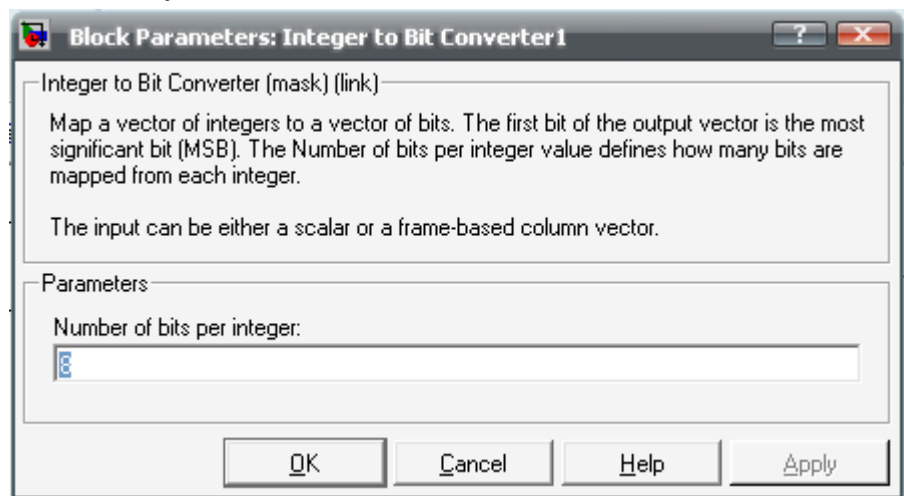 Block Parameters: Integer to Bit Converter1
Integer to Bit Converter (mask) (link)
Map a vector of integers to a vector of bits. The first bit of the output vector is the most
significant bit (MSB). The Number of bits per integer value defines how many bits are
mapped from each integer.
The input can be either a scalar or a frame-based column vector.
Parameters
Number of bits per integer:
8
OK Cancel Help Apply